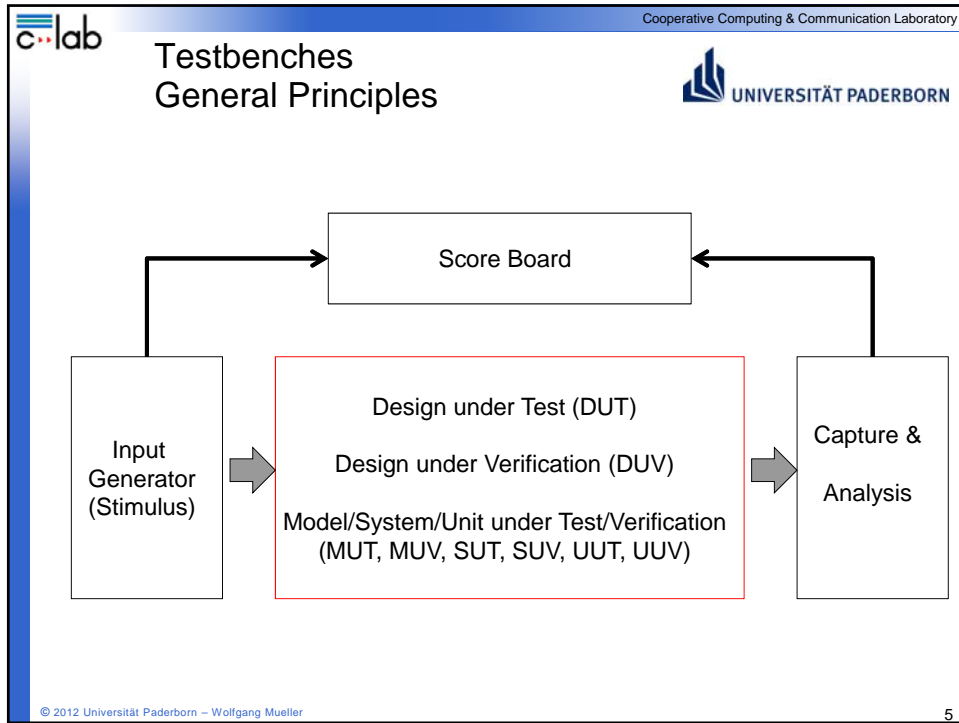 Cooperative Computing & Communication Laboratory
c lab
Testbenches
General Principles
UNIVERSITÄT PADERBORN
Score Board
Input
Generator
(Stimulus)
Design under Test (DUT)
Design under Verification (DUV)
Model/System/Unit under Test/Verification
(MUT, MUV, SUT, SUV, UUT, UUV)
Capture &
Analysis
© 2012 Universität Paderborn – Wolfgang Mueller
5